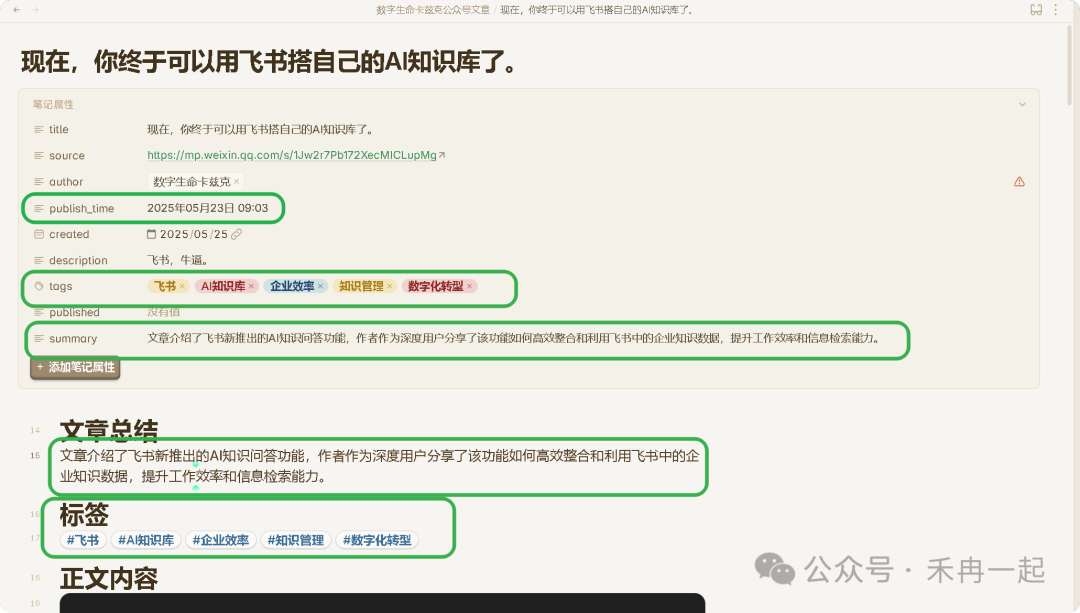 数字生命卡兹克公众号文章 / 现在，你终于可以用飞书搭自己的AI知识库了。
现在，你终于可以用飞书搭自己的AI知识库了。
笔记属性
title 现在，你终于可以用飞书搭自己的AI知识库了。
source https://mp.weixin.qq.com/s/1Jw2r7Pb172XecMICLupMg
author 数字生命卡兹克 ×
publish_time 2025年05月23日 09:03
created 2025/05/25
description 飞书，牛逼。
tags 飞书 × AI知识库 × 企业效率 × 知识管理 × 数字化转型 ×
published 没有值
summary 文章介绍了飞书新推出的AI知识问答功能，作者作为深度用户分享了该功能如何高效整合和利用飞书中的企业知识数据，提升工作效率和信息检索能力。
+ 添加笔记属性
14 文章总结
15 文章介绍了飞书新推出的AI知识问答功能，作者作为深度用户分享了该功能如何高效整合和利用飞书中的企
业知识数据，提升工作效率和信息检索能力。
16 标签
17 #飞书 #AI知识库 #企业效率 #知识管理 #数字化转型
18 正文内容
19
公众号 · 禾冉一起